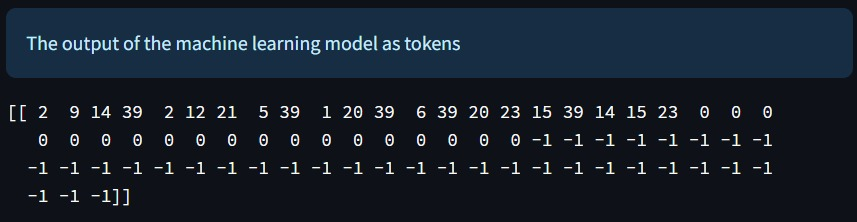 The output of the machine learning model as tokens
[[ 2  9 14 39  2 12 21  5 39  1 20 39  6 39 20 23 15 39 14 15 23  0  0  0
   0  0  0  0  0  0  0  0  0  0  0  0  0  0  0  0 -1 -1 -1 -1 -1 -1 -1 -1
  -1 -1 -1 -1 -1 -1 -1 -1 -1 -1 -1 -1 -1 -1 -1 -1 -1 -1 -1 -1 -1 -1 -1 -1
  -1 -1 -1]]